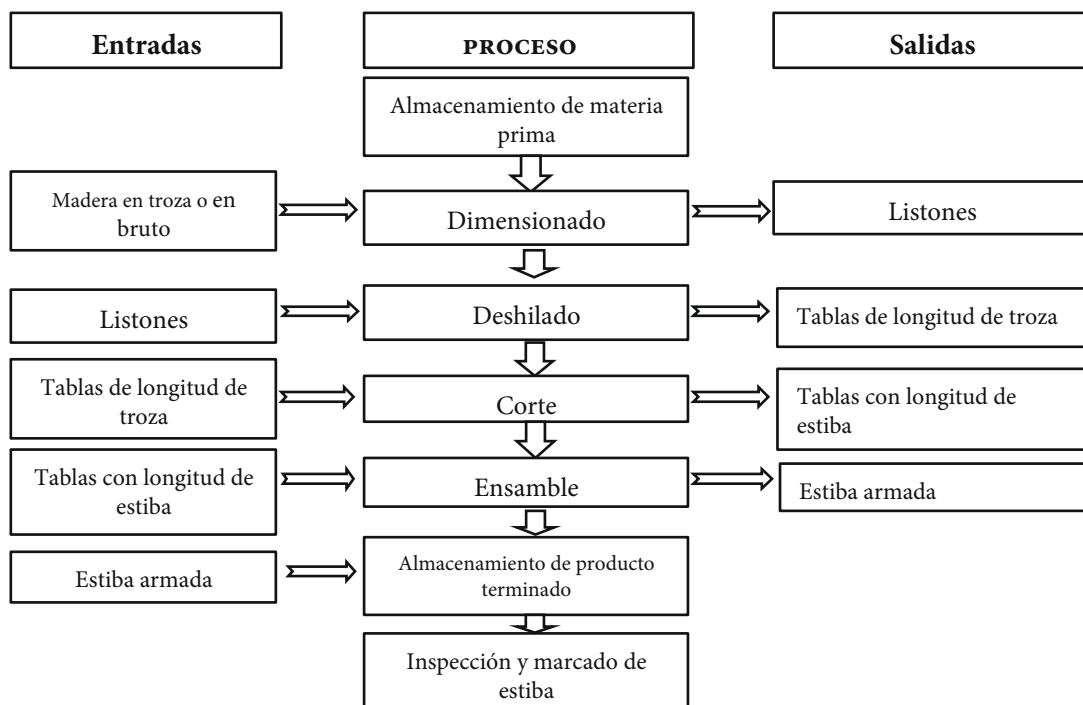 Entradas
PROCESO
Salidas
Almacenamiento de materia
prima
Madera en troza o en
bruto
Dimensionado
Listones
Listones
Deshilado
Tablas de longitud de troza
Tablas de longitud de
troza
Corte
Tablas con longitud de
estiba
Tablas con longitud de
estiba
Ensamble
Estiba armada
Estiba armada
Almacenamiento de producto
terminado
Inspección y marcado de
estiba